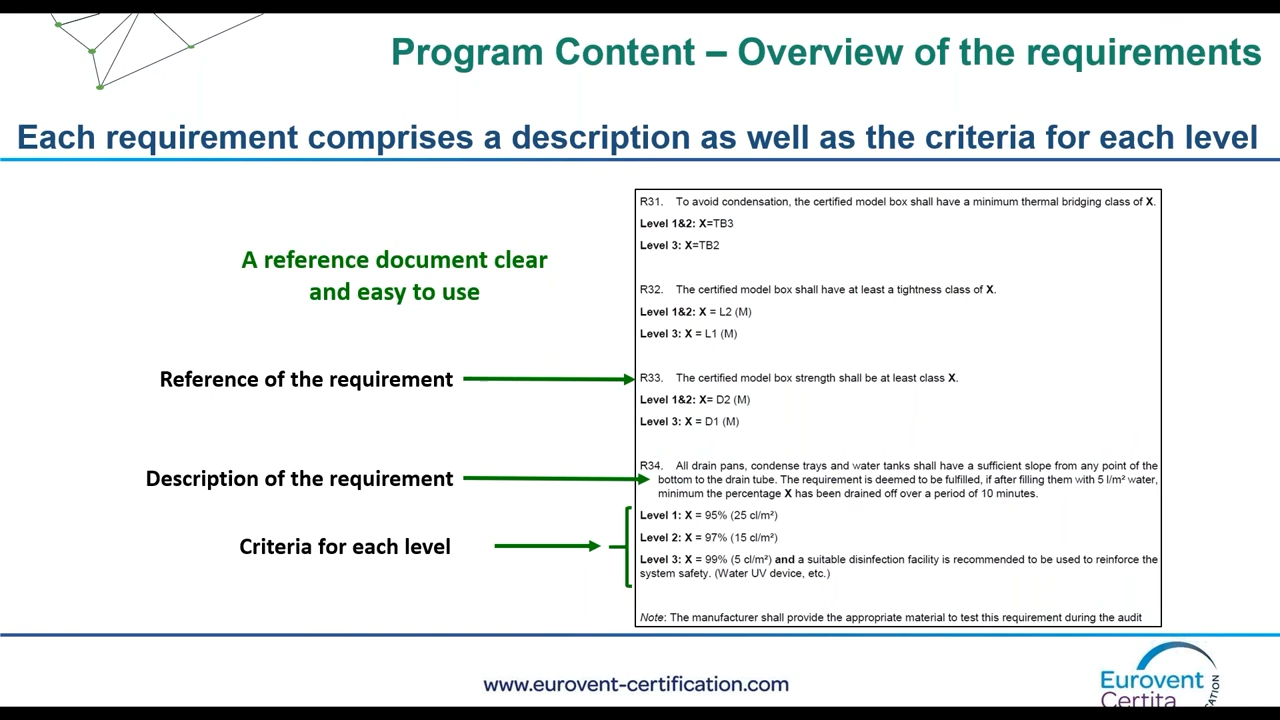 Program Content – Overview of the requirements
Each requirement comprises a description as well as the criteria for each level
A reference document clear
and easy to use
Reference of the requirement
Description of the requirement
Criteria for each level
R31. To avoid condensation, the certified model box shall have a minimum thermal bridging class of X.
Level 1&2: X=TB3
Level 3: X=TB2
R32. The certified model box shall have at least a tightness class of X.
Level 1&2: X = L2 (M)
Level 3: X = L1 (M)
R33. The certified model box strength shall be at least class X.
Level 1&2: X= D2 (M)
Level 3: X = D1 (M)
R34. All drain pans, condense trays and water tanks shall have a sufficient slope from any point of the
bottom to the drain tube. The requirement is deemed to be fulfilled, if after filling them with 5 l/m² water,
minimum the percentage X has been drained off over a period of 10 minutes.
Level 1: X = 95% (25 cl/m²)
Level 2: X = 97% (15 cl/m²)
Level 3: X = 99% (5 cl/m²) and a suitable disinfection facility is recommended to be used to reinforce the
system safety. (Water UV device, etc.)
Note: The manufacturer shall provide the appropriate material to test this requirement during the audit
www.eurovent-certification.com
Eurovent
Certita